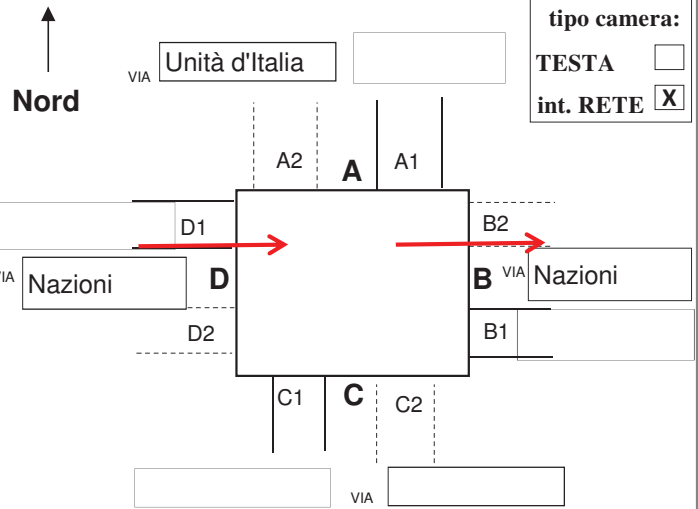 tipo camera:
TESTA
int. RETE X
Nord
VIA Unità d'Italia
A2 A A1
D1 B2
VIA Nazioni D B VIA Nazioni
D2 B1
C1 C C2
VIA